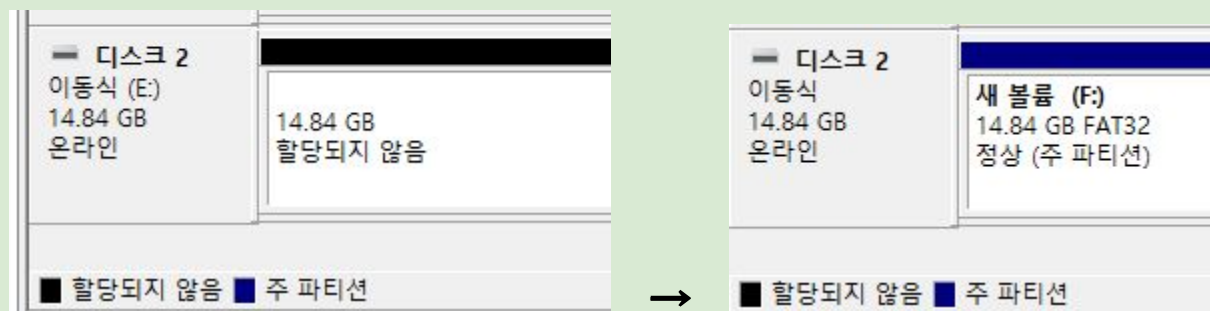 디스크 2
이동식 (E:)
14.84 GB
온라인
14.84 GB
할당되지 않음
할당되지 않음 주 파티션
→
디스크 2
이동식
14.84 GB
온라인
새 볼륨 (F:)
14.84 GB FAT32
정상 (주 파티션)
할당되지 않음 주 파티션